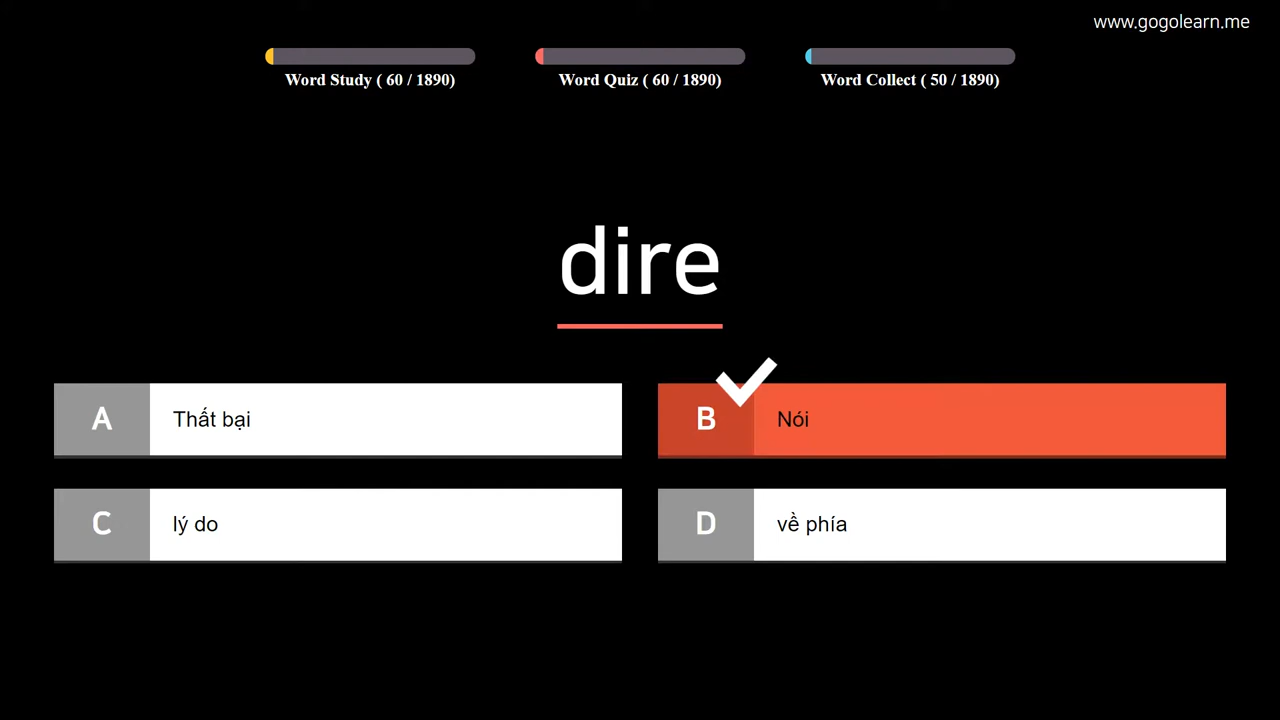 www.gogolearn.me
Word Study ( 60 / 1890)
Word Quiz ( 60 / 1890)
Word Collect ( 50 / 1890)
dire
A Thất bại
B Nói
C lý do
D về phía